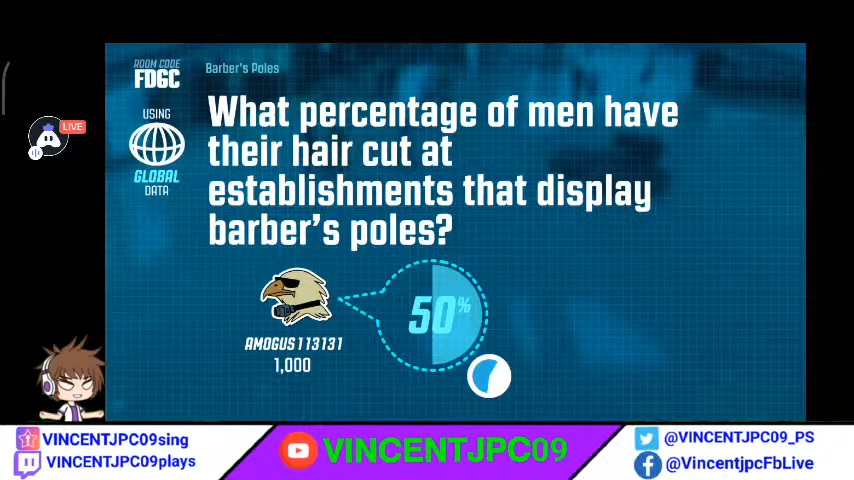 ROOM CODE
FDGC
Barber's Poles
USING
GLOBAL
DATA
What percentage of men have
their hair cut at
establishments that display
barber's poles?
LIVE
50%
AMOGUS113131
1,000
VINCENTJPC09sing
VINCENTJPC09plays
VINCENTJPC09
@VINCENTJPC09_PS
@VincentjpcFbLive